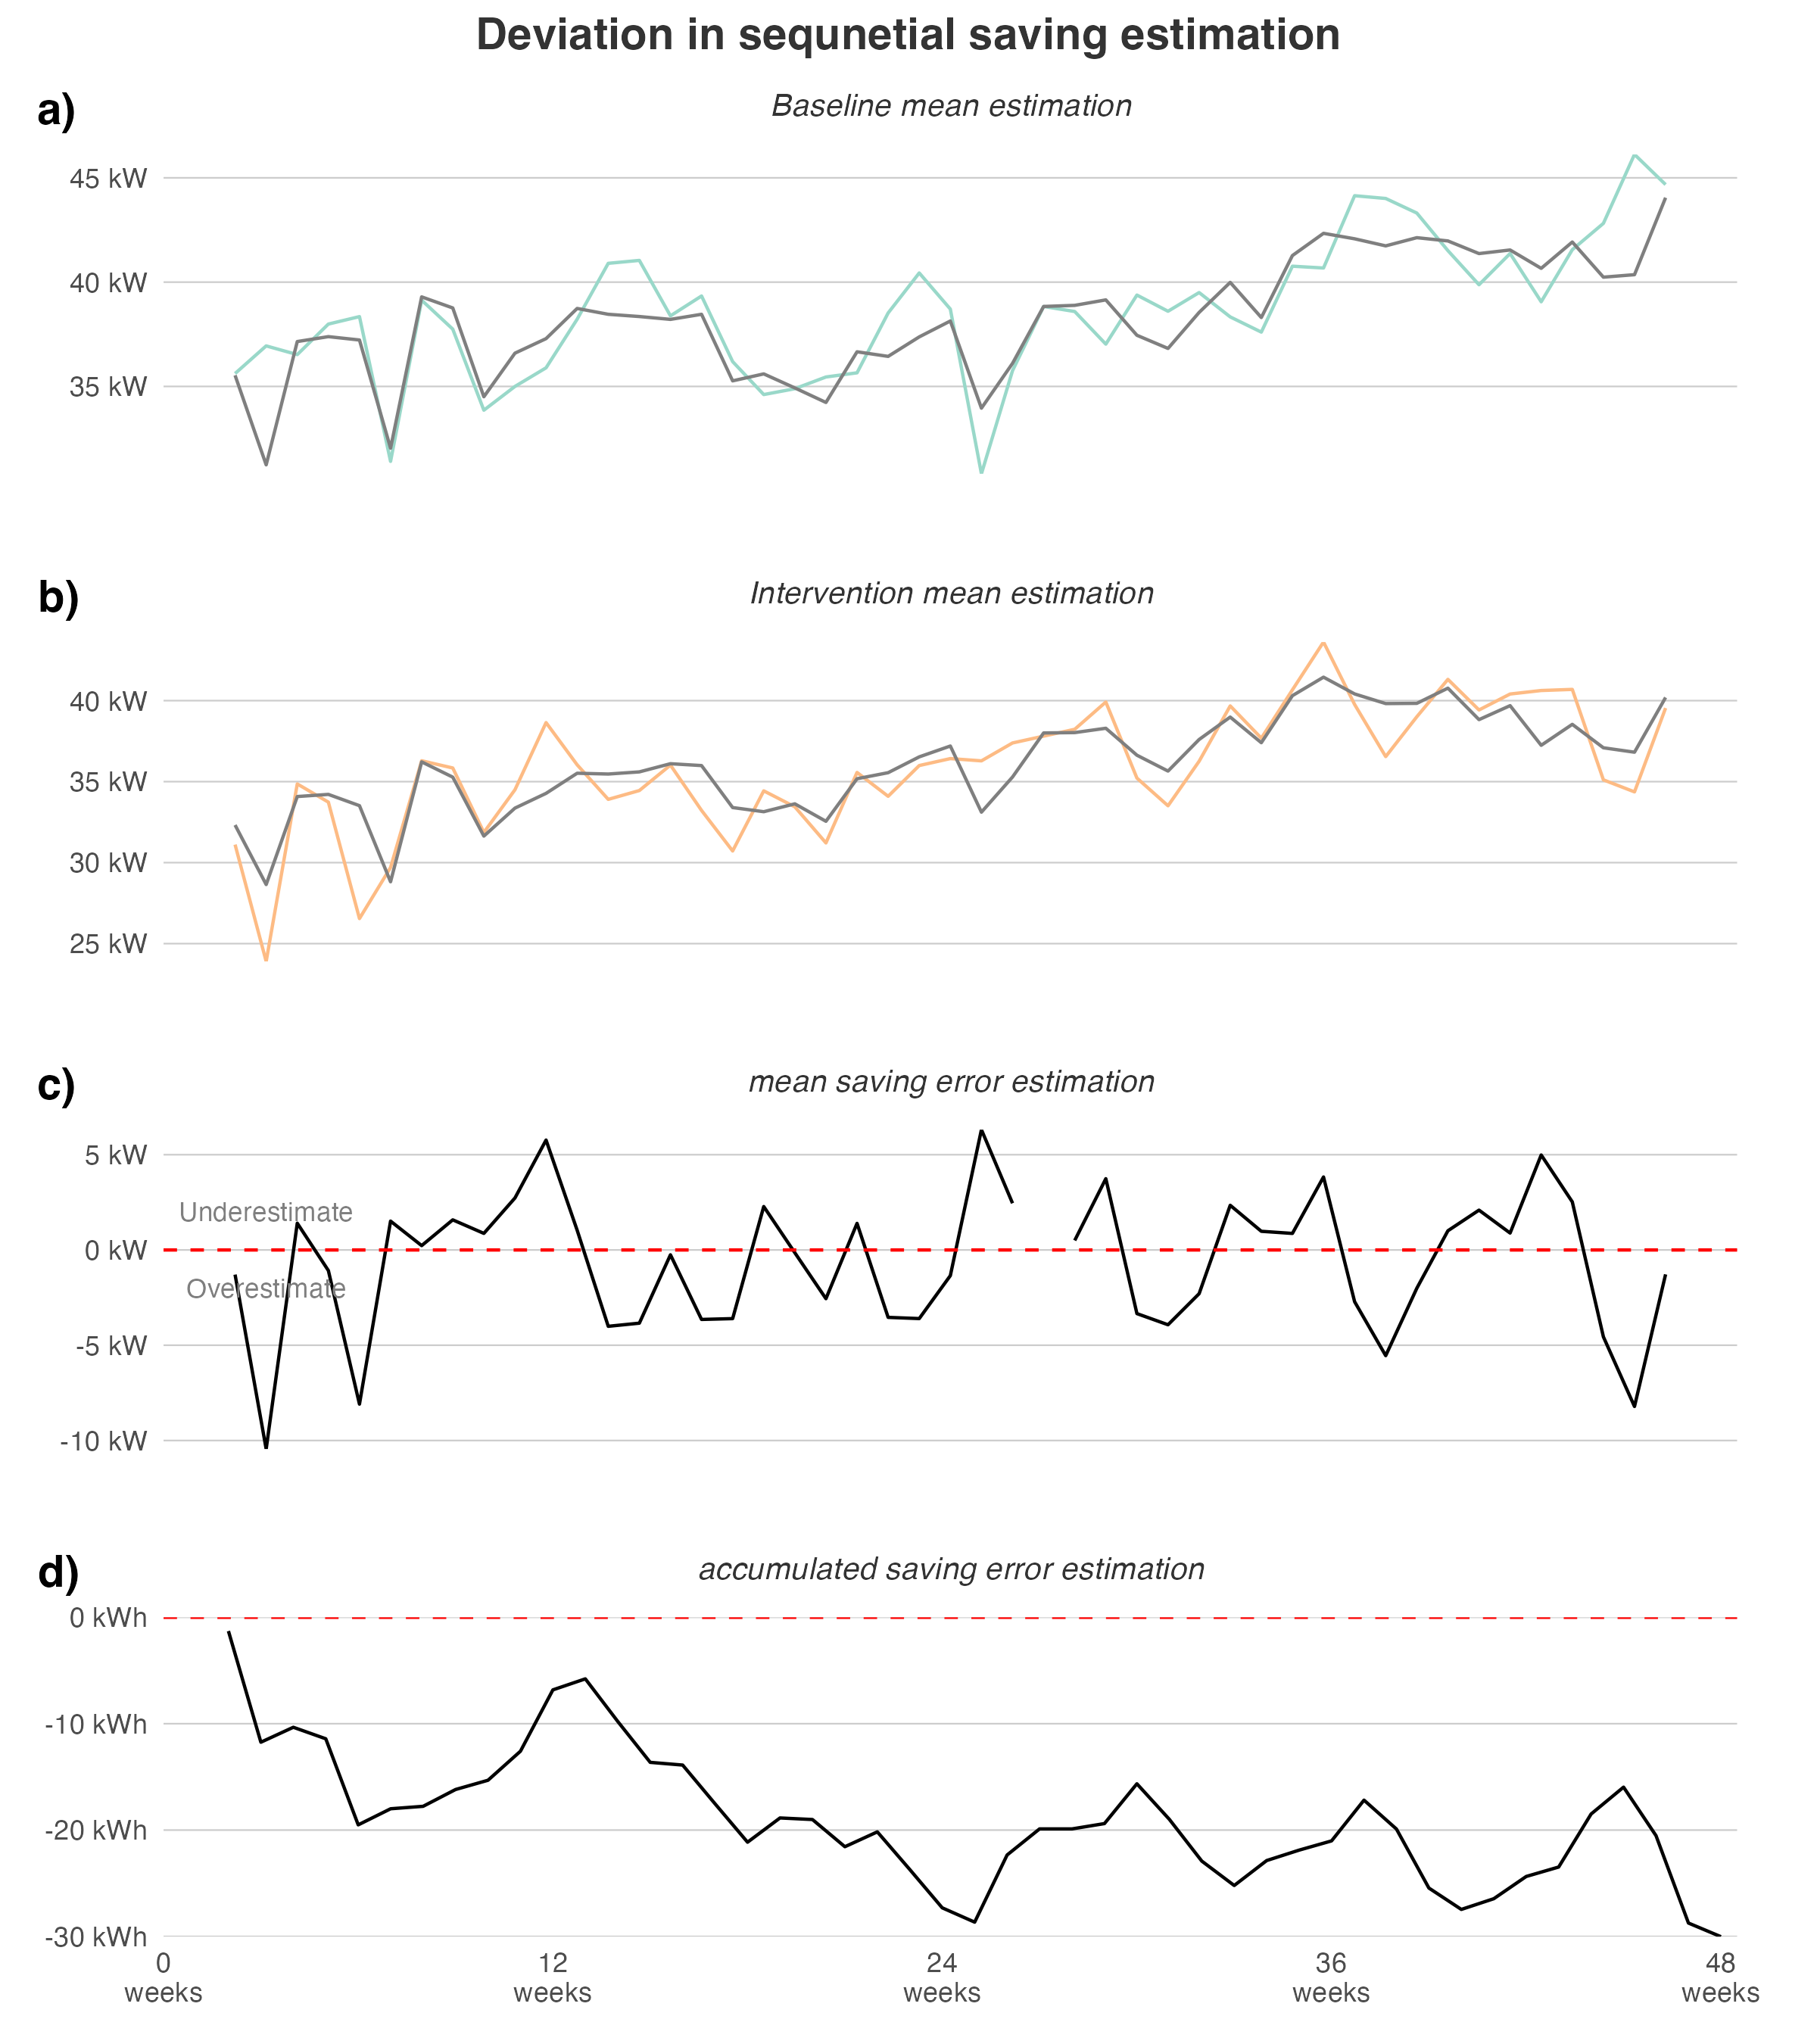 Deviation in sequnetial saving estimation
a)
Baseline mean estimation
45 kW
40 kW
35 kW
b)
Intervention mean estimation
40 kW
35 kW
30 kW
25 kW
c)
mean saving error estimation
5 kW
Underestimate
0 kW
Overestimate
-5 kW
-10 kW
d)
accumulated saving error estimation
0 kWh
-10 kWh
-20 kWh
-30 kWh
0 12 24 36 48
weeks weeks weeks weeks weeks